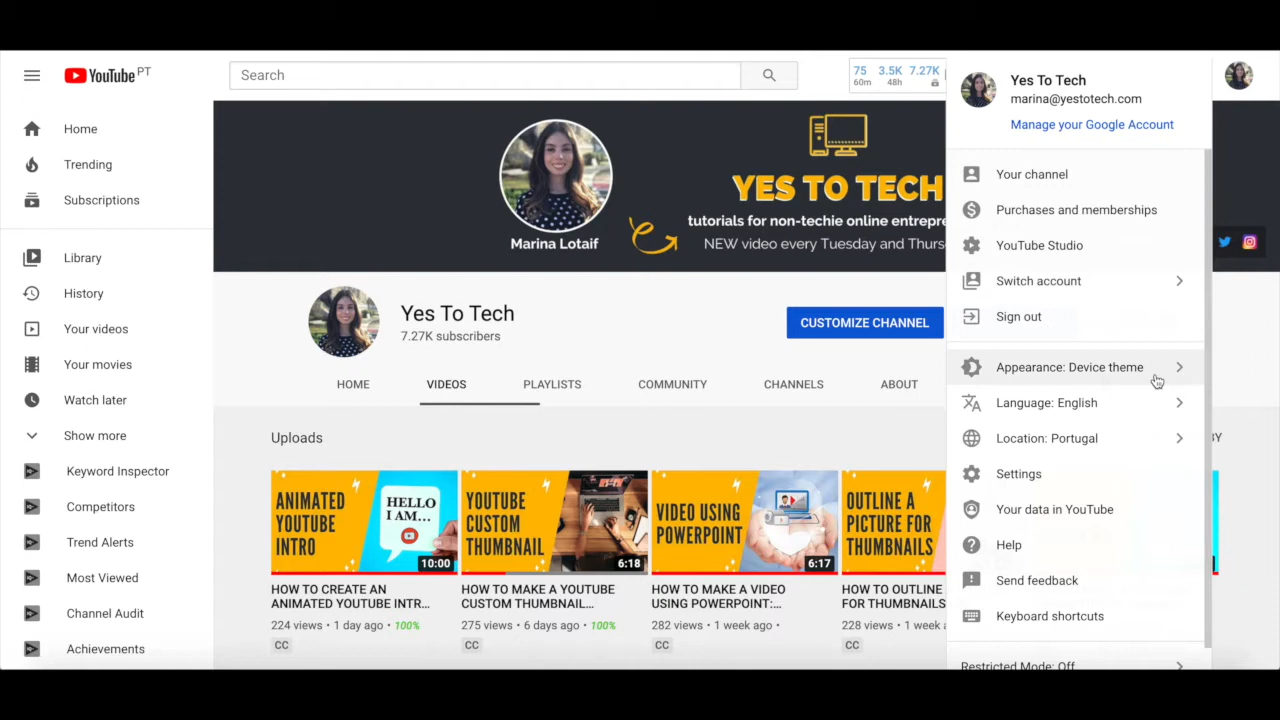 YouTube PT
Search
75 3.5K 7.27K
60m 48h
Home
Trending
Subscriptions
Library
History
Your videos
Your movies
Watch later
Show more
Keyword Inspector
Competitors
Trend Alerts
Most Viewed
Channel Audit
Achievements
Marina Lotaif
YES TO TECH
tutorials for non-techie online entrepre
NEW video every Tuesday and Thurs
Yes To Tech
7.27K subscribers
CUSTOMIZE CHANNEL
HOME VIDEOS PLAYLISTS COMMUNITY CHANNELS ABOUT
Uploads
BY
ANIMATED
YOUTUBE
INTRO
HELLO
I AM...
10:00
HOW TO CREATE AN
ANIMATED YOUTUBE INTR...
224 views • 1 day ago • 100%
CC
YOUTUBE
CUSTOM
THUMBNAIL
6:18
HOW TO MAKE A YOUTUBE
CUSTOM THUMBNAIL...
275 views • 6 days ago • 100%
CC
VIDEO USING
POWERPOINT
6:17
HOW TO MAKE A VIDEO
USING POWERPOINT:...
282 views • 1 week ago •
CC
OUTLINE A
PICTURE FOR
THUMBNAILS
HOW TO OUTLINE
FOR THUMBNAILS
228 views • 1 week
CC
Yes To Tech
marina@yestotech.com
Manage your Google Account
Your channel
Purchases and memberships
YouTube Studio
Switch account
Sign out
Appearance: Device theme
Language: English
Location: Portugal
Settings
Your data in YouTube
Help
Send feedback
Keyboard shortcuts
Restricted Mode: Off